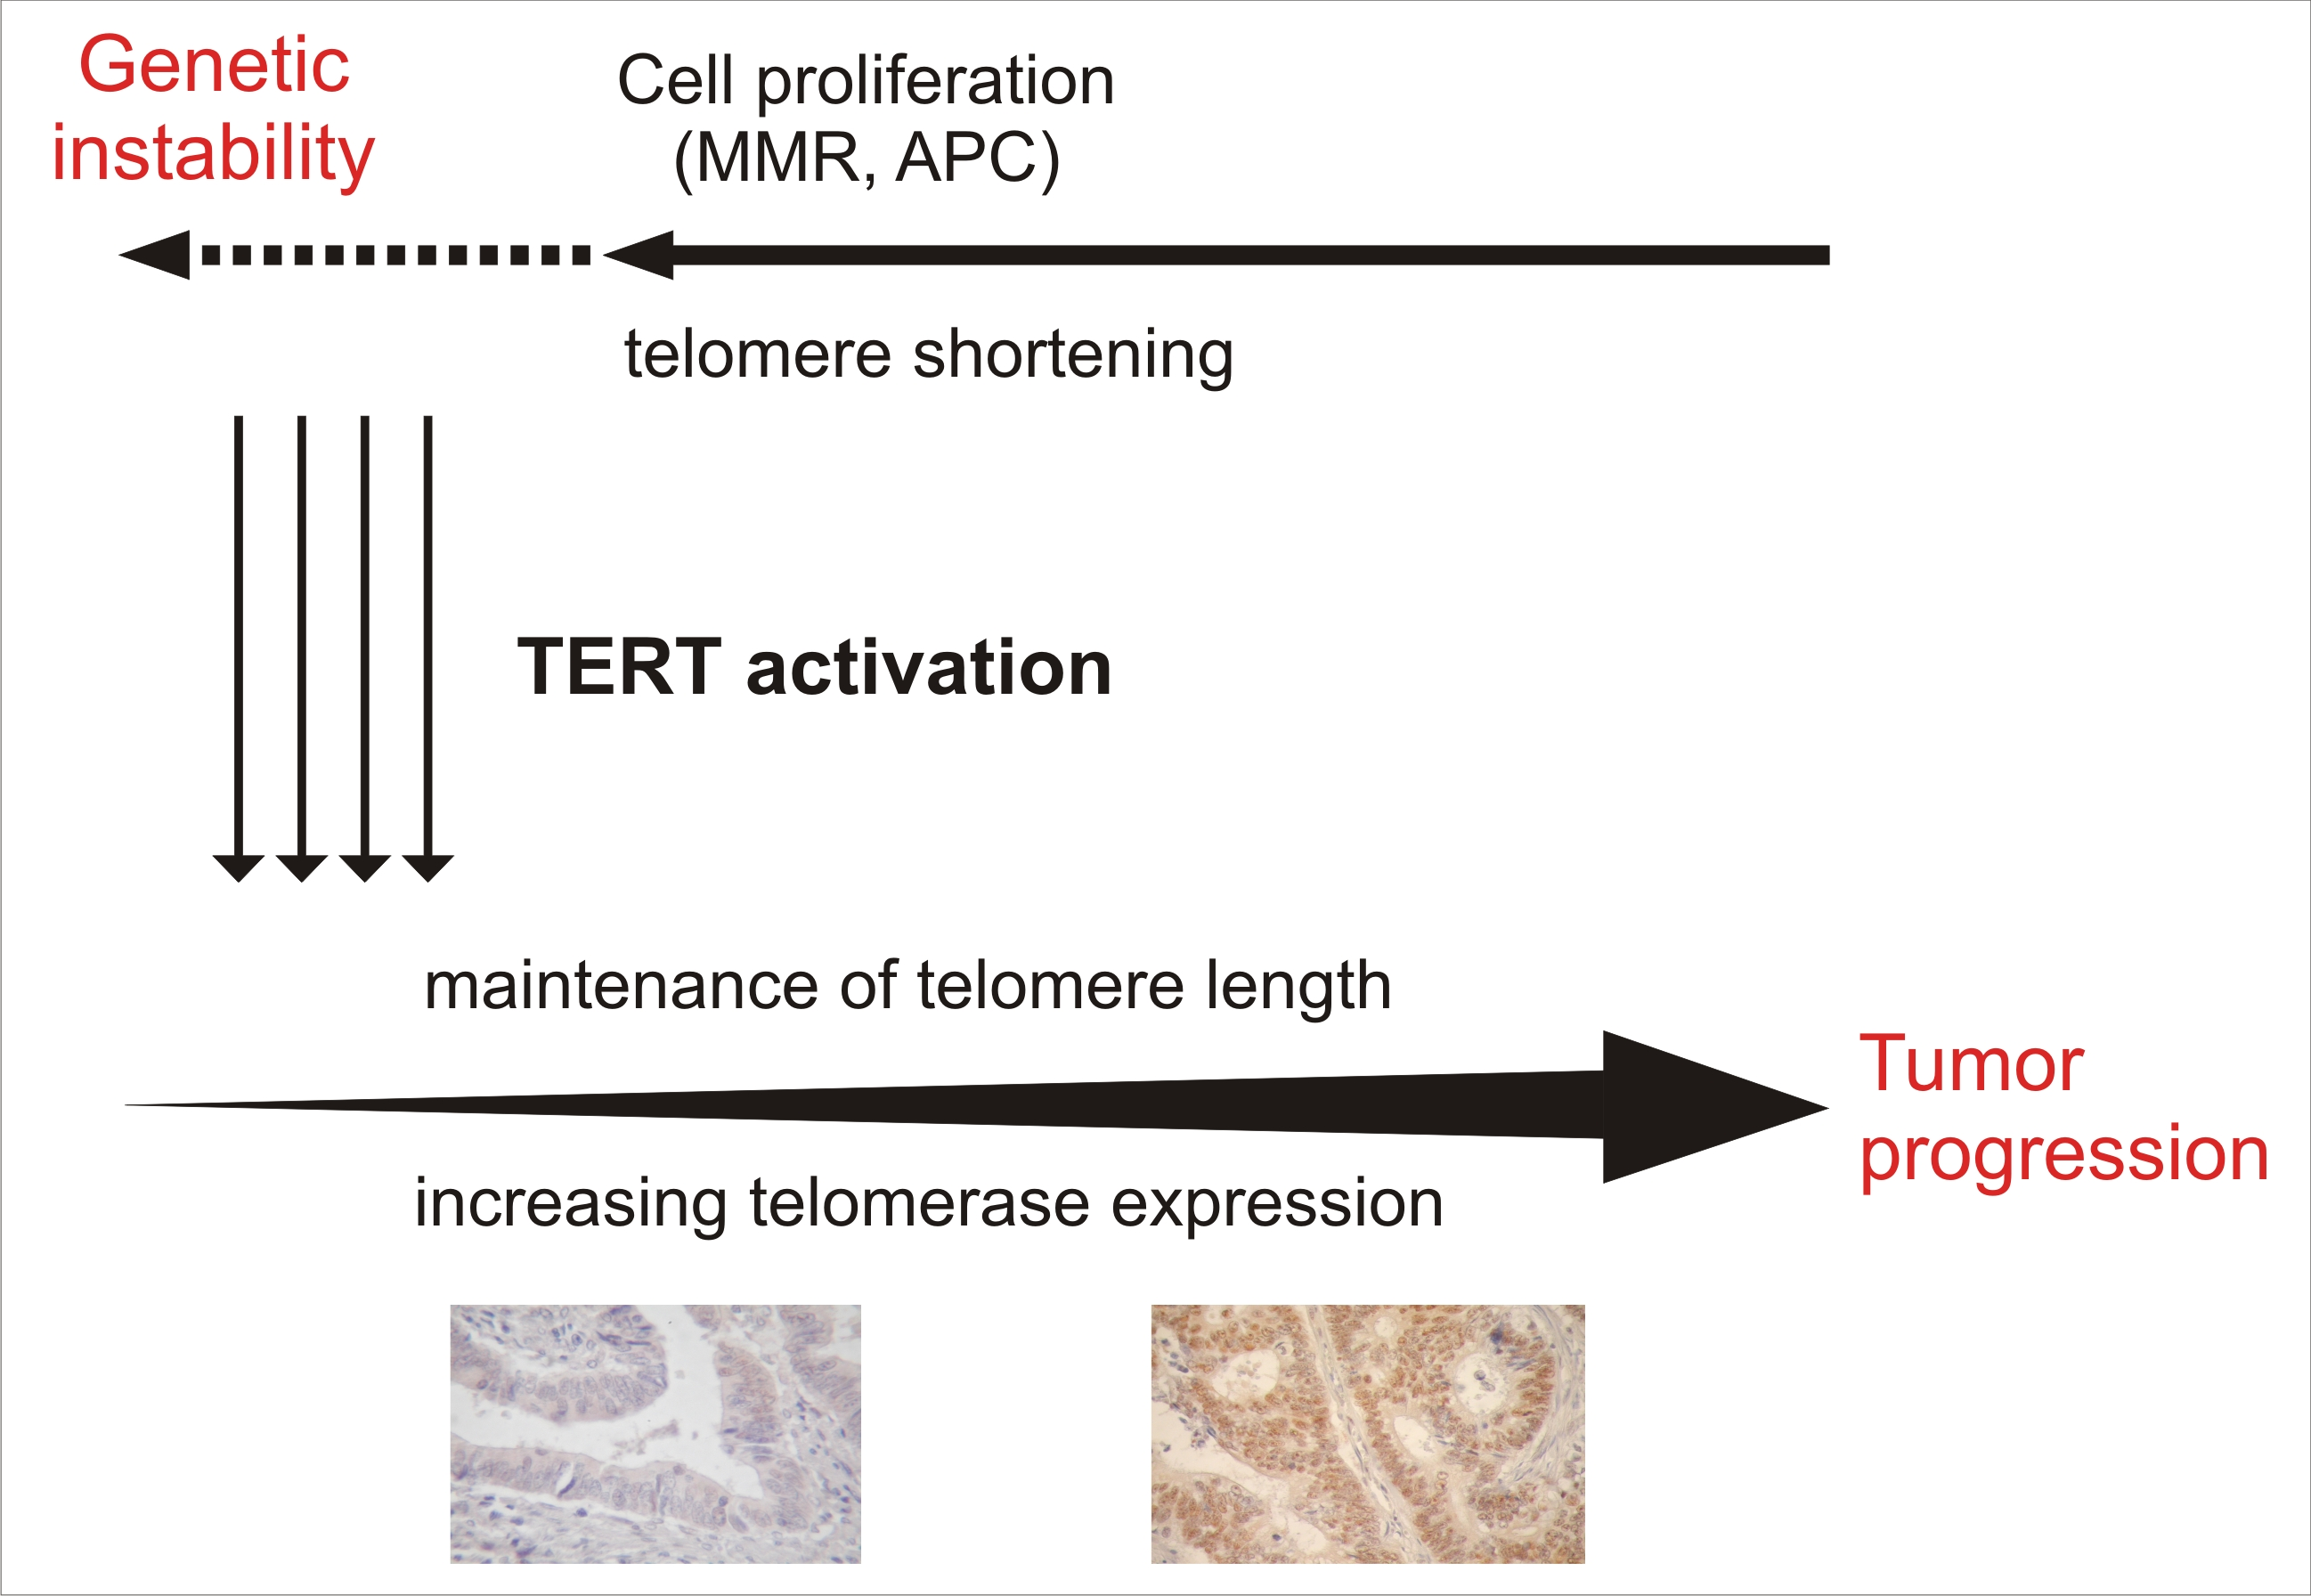 Genetic
instability
Cell proliferation
(MMR, APC)
telomere shortening
TERT activation
maintenance of telomere length
Tumor
progression
increasing telomerase expression